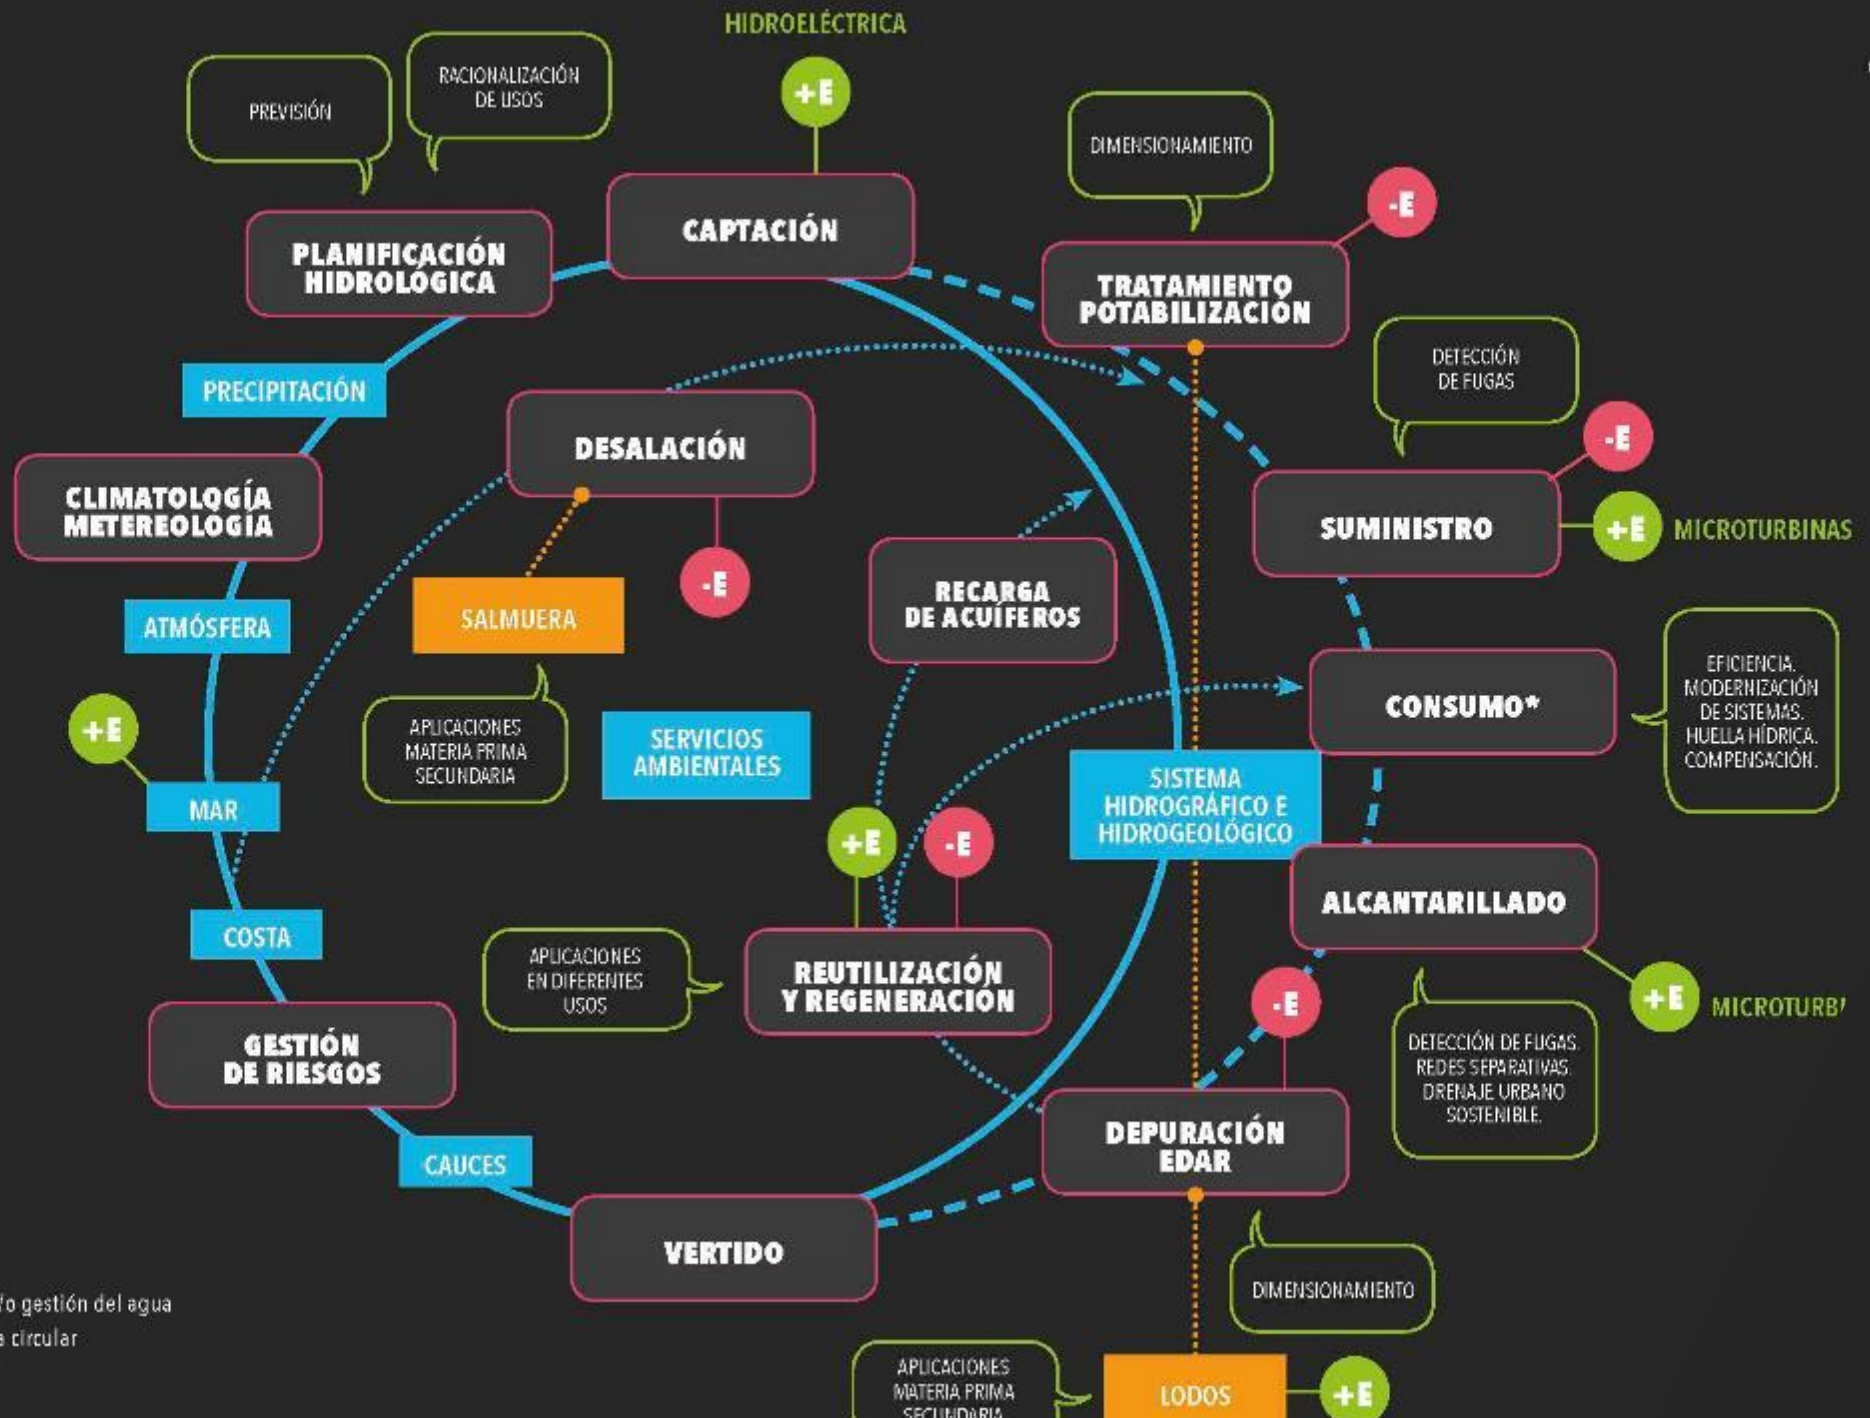 HIDROELÉCTRICA
+E
PREVISIÓN
RACIONALIZACIÓN
DE USOS
DIMENSIONAMIENTO
-E
CAPTACIÓN
PLANIFICACIÓN
HIDROLÓGICA
TRATAMIENTO
POTABILIZACIÓN
PRECIPITACIÓN
DETECCIÓN
DE FUGAS
-E
DESALACIÓN
CLIMATOLOGÍA
METEREOLOGÍA
SUMINISTRO
+E
MICROTURBINAS
-E
SALMUERA
ATMÓSFERA
RECARGA
DE ACUÍFEROS
CONSUMO*
EFICIENCIA.
MODERNIZACIÓN
DE SISTEMAS.
HUELLA HÍDRICA.
COMPENSACIÓN.
+E
MAR
APLICACIONES
MATERIA PRIMA
SECUNDARIA
SERVICIOS
AMBIENTALES
SISTEMA
HIDROGRÁFICO E
HIDROGEOLÓGICO
+E
-E
ALCANTARILLADO
COSTA
APLICACIONES
EN DIFERENTES
USOS
REUTILIZACIÓN
Y REGENERACIÓN
-E
+E
MICROTURB
GESTIÓN
DE RIESGOS
DETECCIÓN DE FUGAS.
REDES SEPARATIVAS.
DRENAJE URBANO
SOSTENIBLE.
DEPURACIÓN
EDAR
CAUCES
VERTIDO
DIMENSIONAMIENTO
/o gestión del agua
a circular
APLICACIONES
MATERIA PRIMA
SECUNDARIA
LODOS
+E